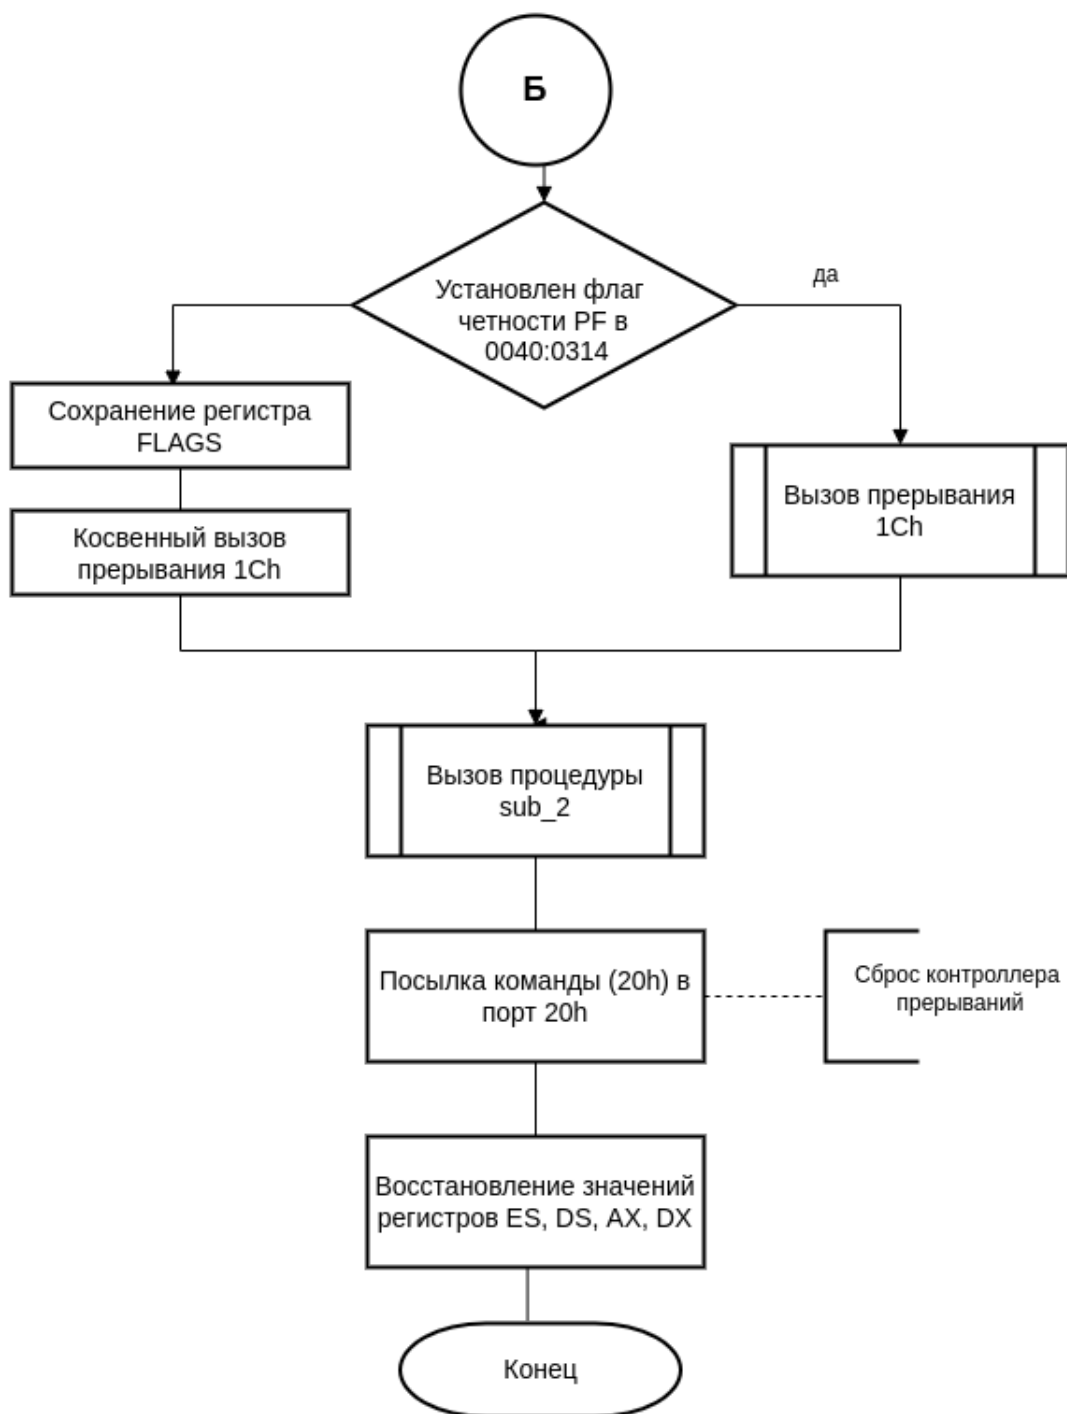 Б
Установлен флаг
четности PF в
0040:0314
да
Сохранение регистра
FLAGS
Вызов прерывания
1Ch
Косвенный вызов
прерывания 1Ch
Вызов процедуры
sub_2
Посылка команды (20h) в
порт 20h
Сброс контроллера
прерываний
Восстановление значений
регистров ES, DS, AX, DX
Конец